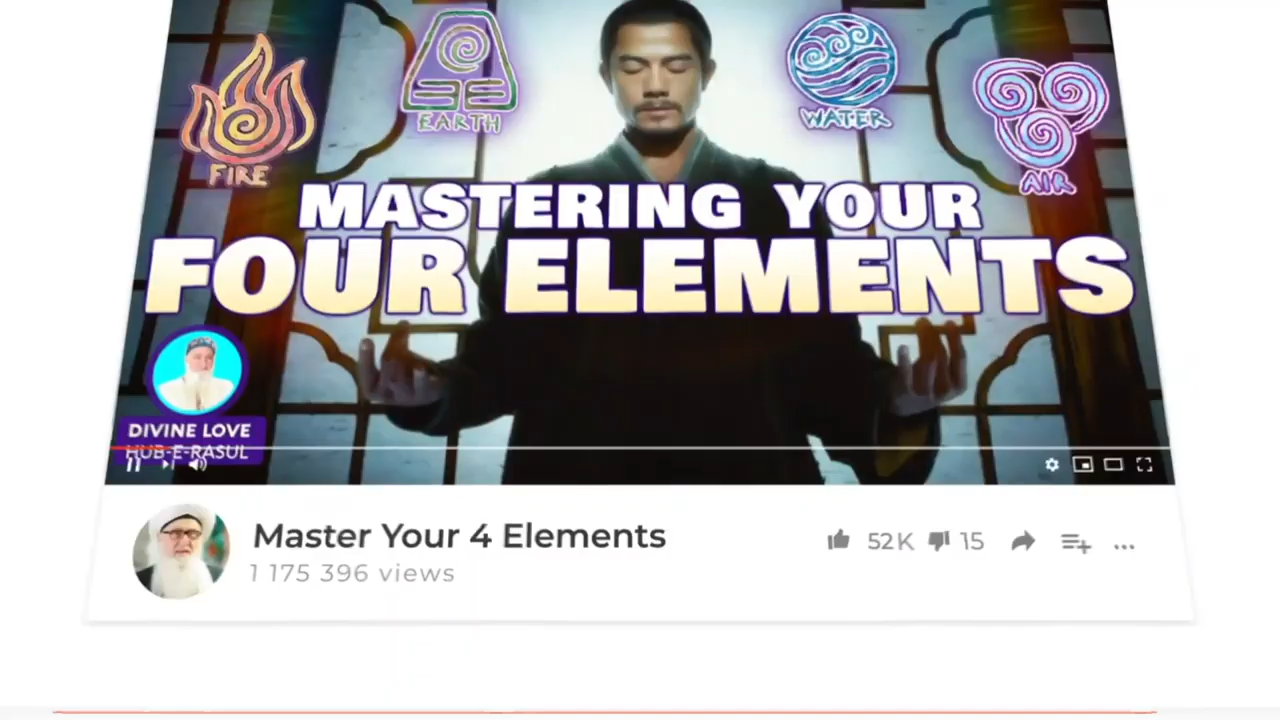 EARTH
WATER
FIRE
AIR
MASTERING YOUR
FOUR ELEMENTS
DIVINE LOVE
HUB-E-RASUL
Master Your 4 Elements
52K
15
1 175 396 views